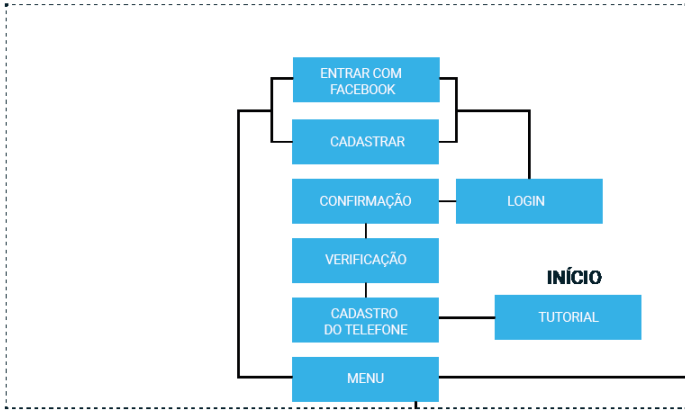 ENTRAR COM
FACEBOOK
CADASTRAR
CONFIRMAÇÃO
LOGIN
VERIFICAÇÃO
INÍCIO
CADASTRO
DO TELEFONE
TUTORIAL
MENU